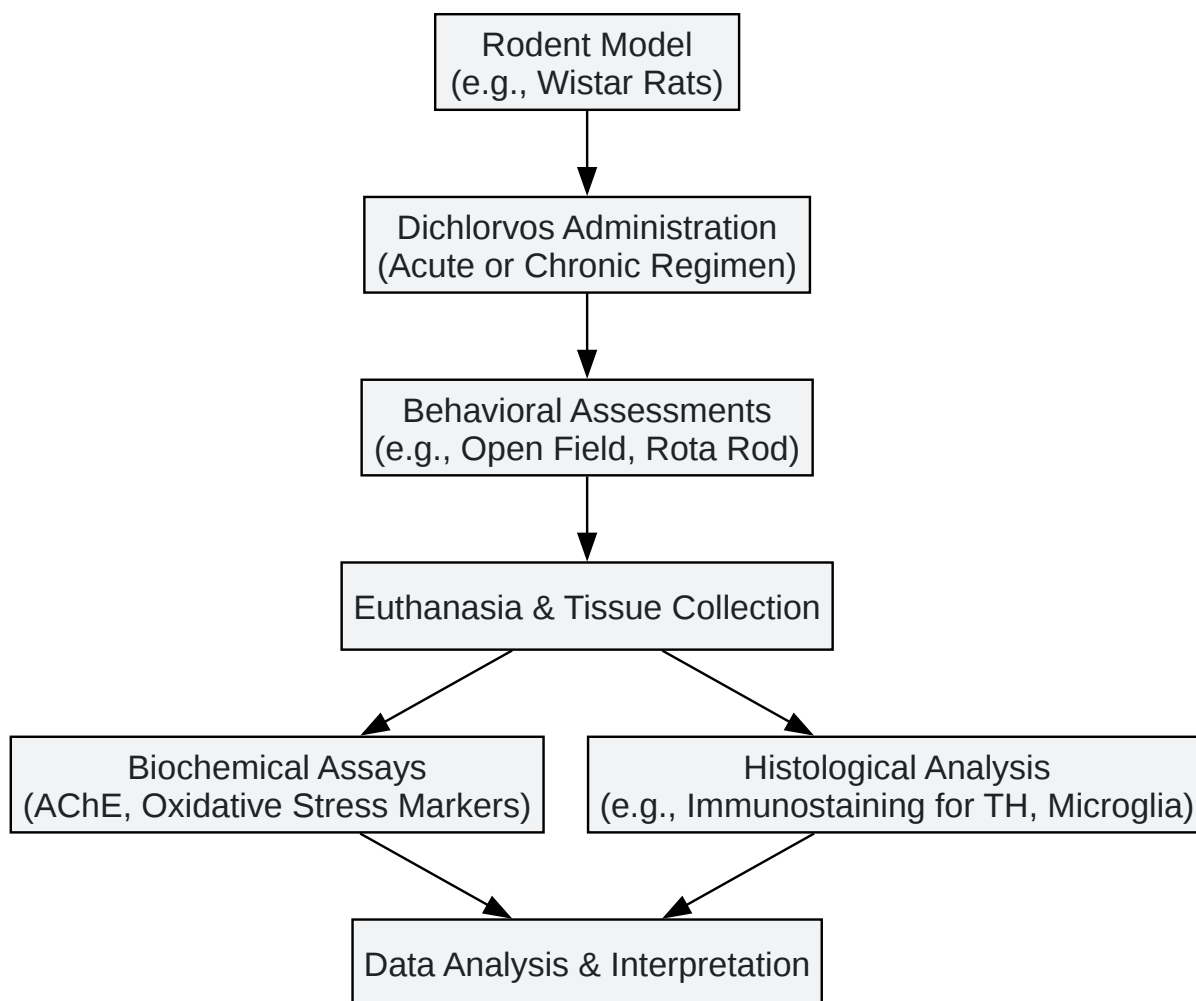 Rodent Model
(e.g., Wistar Rats)
Dichlorvos Administration
(Acute or Chronic Regimen)
Behavioral Assessments
(e.g., Open Field, Rota Rod)
Euthanasia & Tissue Collection
Biochemical Assays
(AChE, Oxidative Stress Markers)
Histological Analysis
(e.g., Immunostaining for TH, Microglia)
Data Analysis & Interpretation